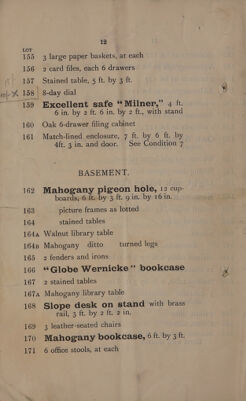 12
LOT
155 3 large paper baskets, at each
156 2 card files, each 6 drawers
157 Stained table, 5 ft. by 3 ft.
158 8-day dial
159 Excellent safe "Milner," 4 ft.
6 in. by 2 ft. 6 in. by 2 ft., with stand
160 Oak 6-drawer filing cabinet
161 Match-lined enclosure, 7 ft. by 6 ft. by
4ft. 3 in. and door. See Condition 7
BASEMENT.
162 Mahogany pigeon hole, 12 cup-
boards, 6 ft. by 3 ft. 9 in. by 16 in.
163 picture frames as lotted
164 stained tables
164A Walnut library table
164B Mahogany ditto turned legs
165 2 fenders and irons
166 "Globe Wernicke" bookcase
167 2 stained tables
167A Mahogany library table
168 Slope desk on stand with brass
rail, 3 ft. by 2 ft. 2 in.
169 3 leather-seated chairs
170 Mahogany bookcase, 6 ft. by 3 ft.
171 6 office stools, at each